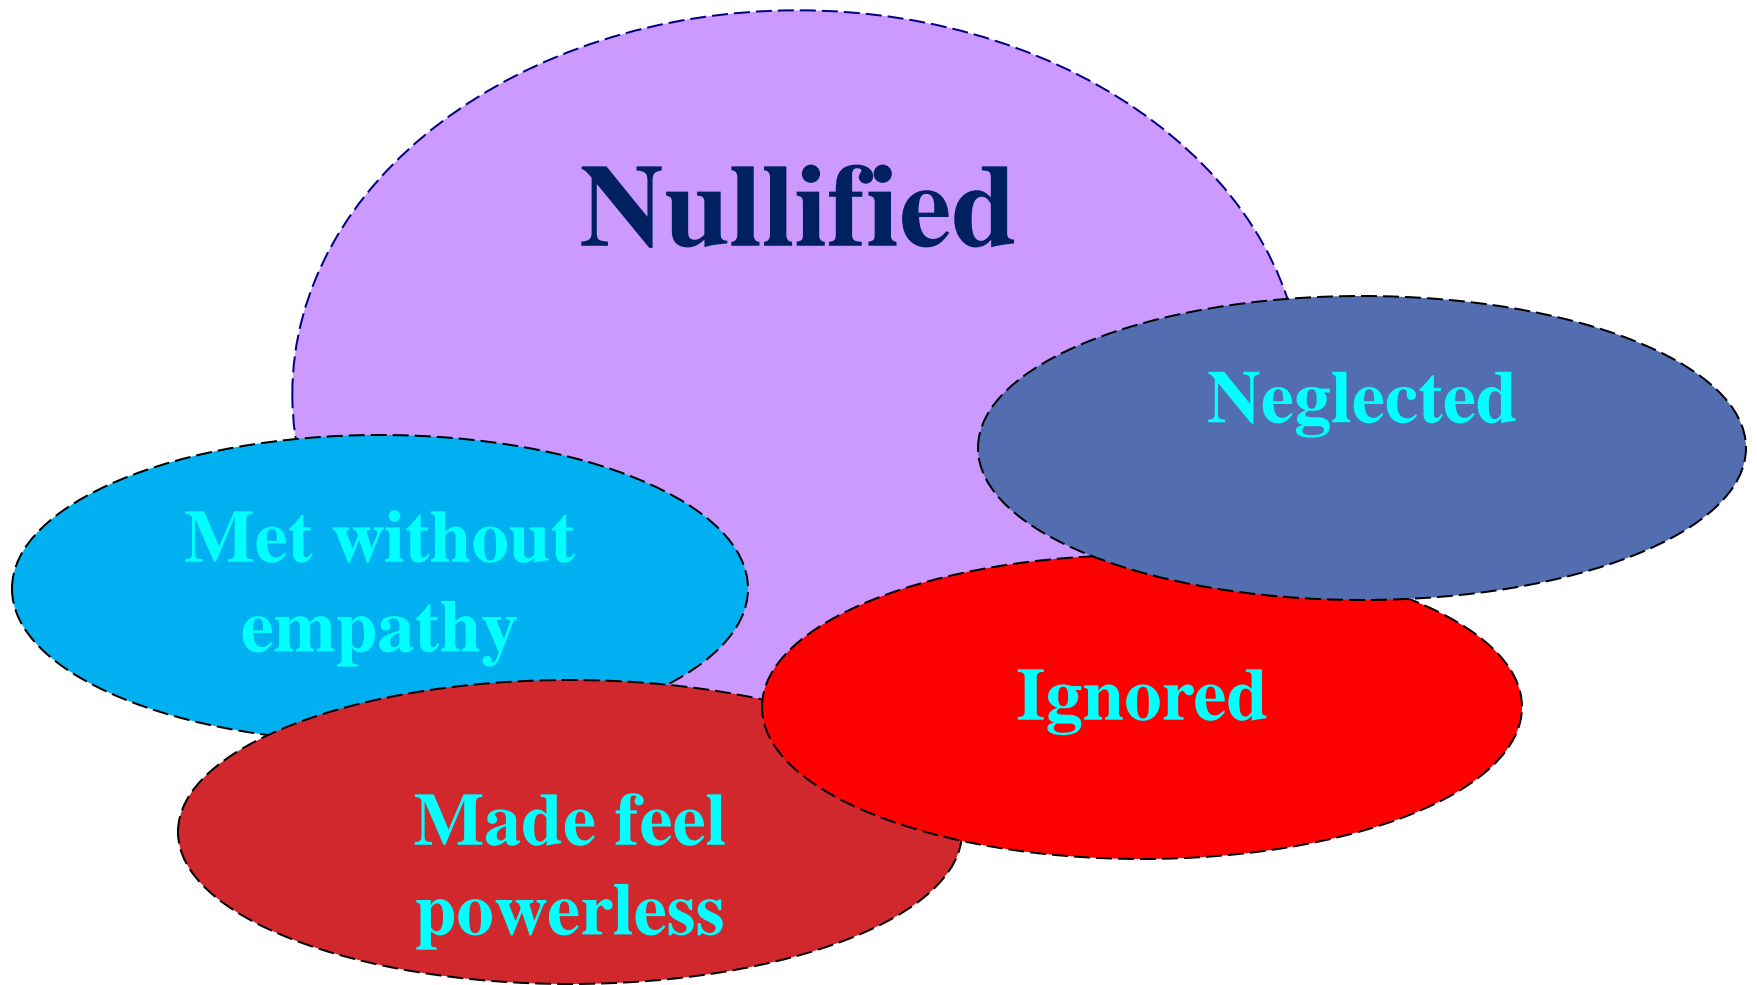 Nullified
Neglected
Met without
empathy
Ignored
Made feel
powerless